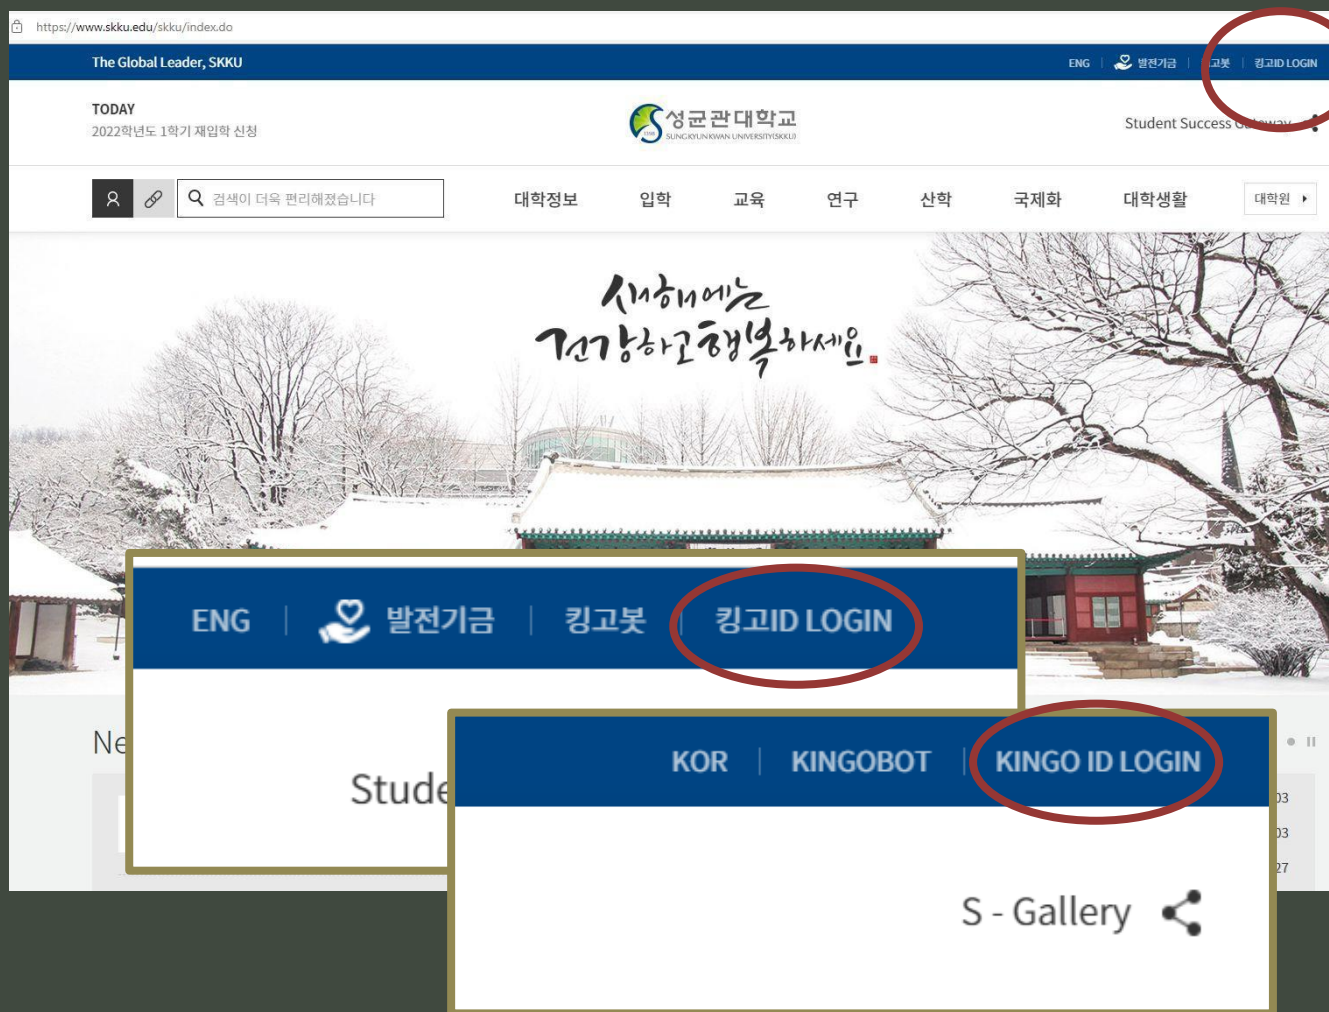 https://www.skku.edu/skku/index.do
The Global Leader, SKKU
ENG 발전기금 고봇 킹고ID LOGIN
TODAY
2022학년도 1학기 재입학 신청
성균관대학교
SUNGKYUNKWAN UNIVERSITY(SKKU)
Student Success Gateway
검색이 더욱 편리해졌습니다
대학정보 입학 교육 연구 산학 국제화 대학생활 대학원
새해에는
건강하고 행복하세요
ENG 발전기금 킹고봇 킹고ID LOGIN
Ne
Stude
KOR KINGOBOT KINGO ID LOGIN
03
03
27
S - Gallery